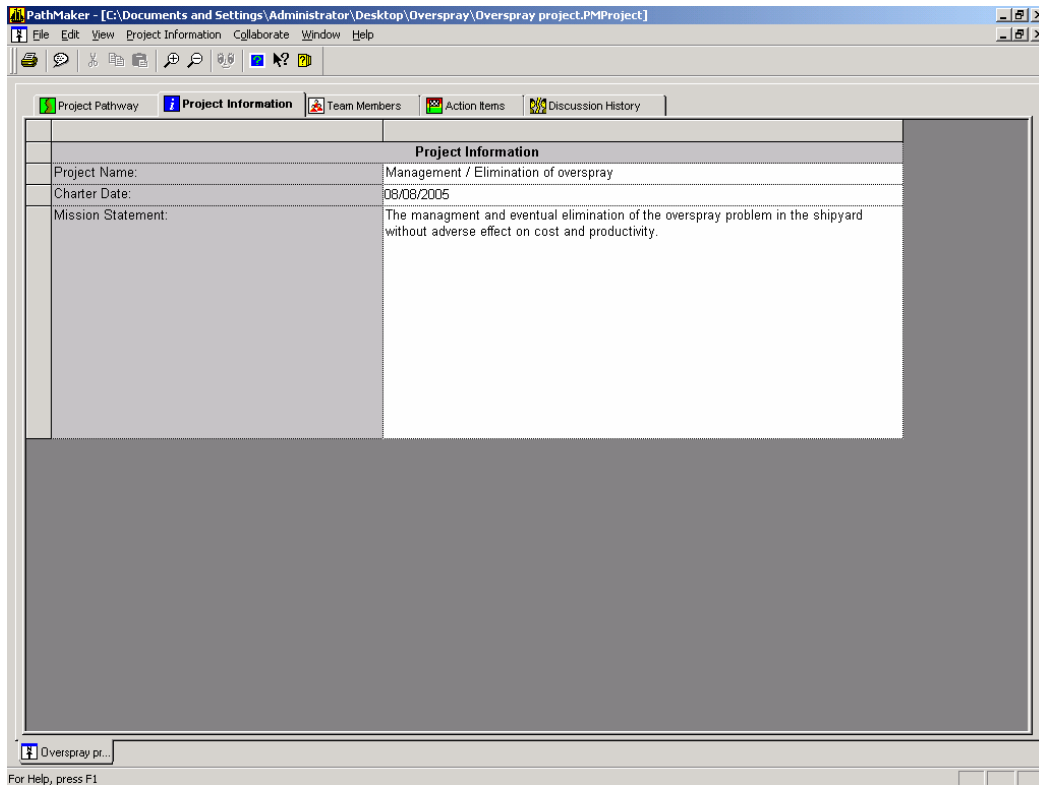 PathMaker - [C:\Documents and Settings\Administrator\Desktop\Overspray\Overspray project.PMProject]
File Edit View Project Information Collaborate Window Help
Project Pathway Project Information Team Members Action Items Discussion History
Project Information
Project Name: Management / Elimination of overspray
Charter Date: 08/08/2005
Mission Statement: The managment and eventual elimination of the overspray problem in the shipyard
without adverse effect on cost and productivity.
Overspray pr...
For Help, press F1